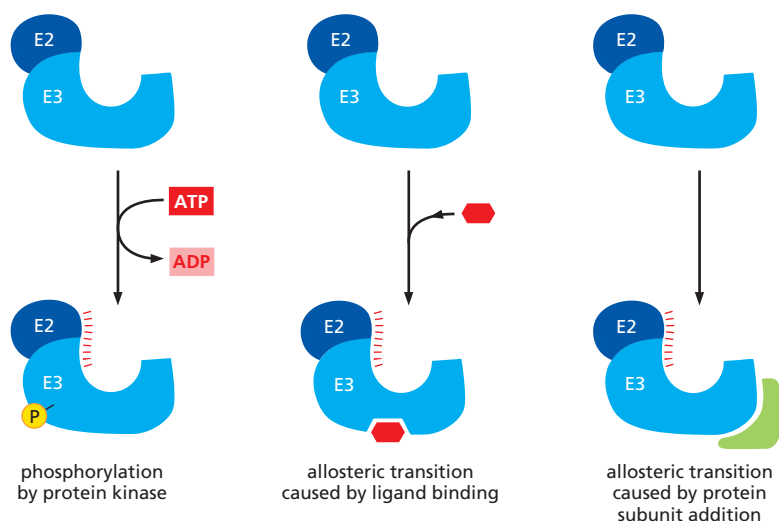 E2
E3
E2
E3
E2
E3
ATP
ADP
E2
E3
P
E2
E3
E2
E3
phosphorylation
by protein kinase
allosteric transition
caused by ligand binding
allosteric transition
caused by protein
subunit addition